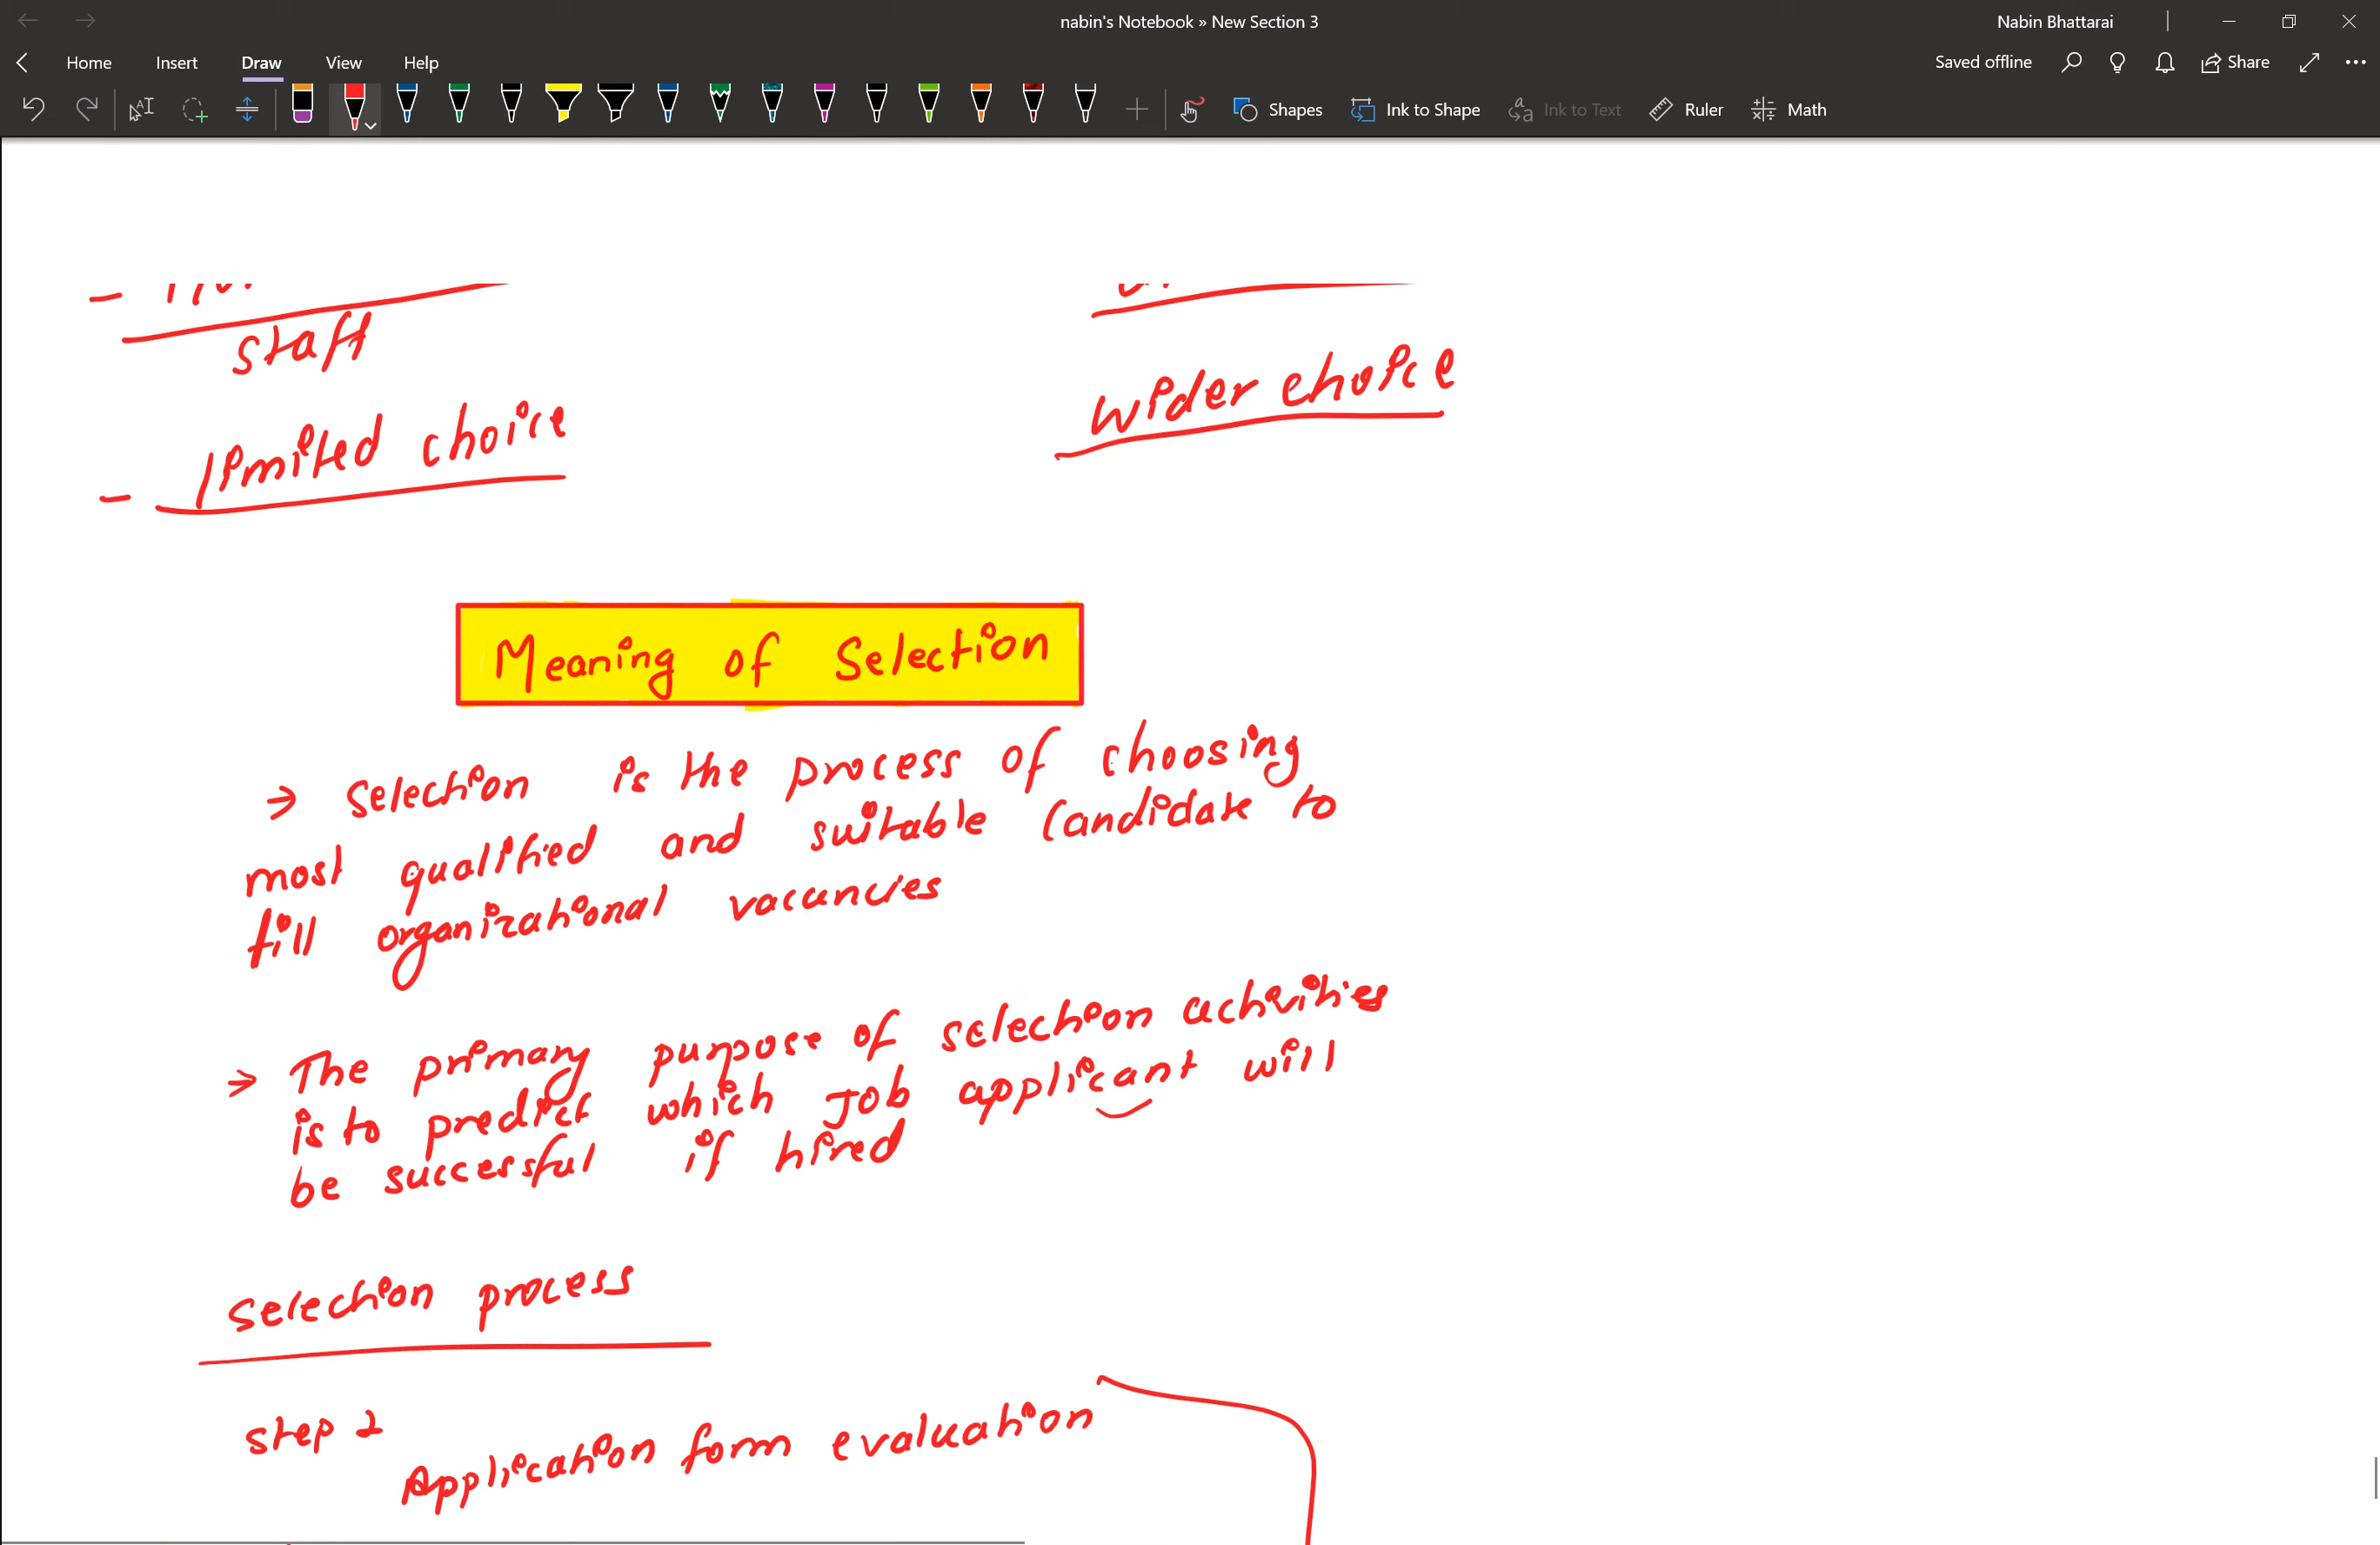 nabin's Notebook » New Section 3
Nabin Bhattarai
Home Insert Draw View Help
Saved offline
Share
Shapes
Ink to Shape
Ink to Text
Ruler
Math
staff
wider choice
- limited choice
Meaning of Selection
→ selection is the process of choosing
most qualified and suitable candidate to
fill organizational vacancies
→ The primary purpose of selection activities
is to predict which Job applicant will
be successful if hired
selection process
step 1
Application form evaluation